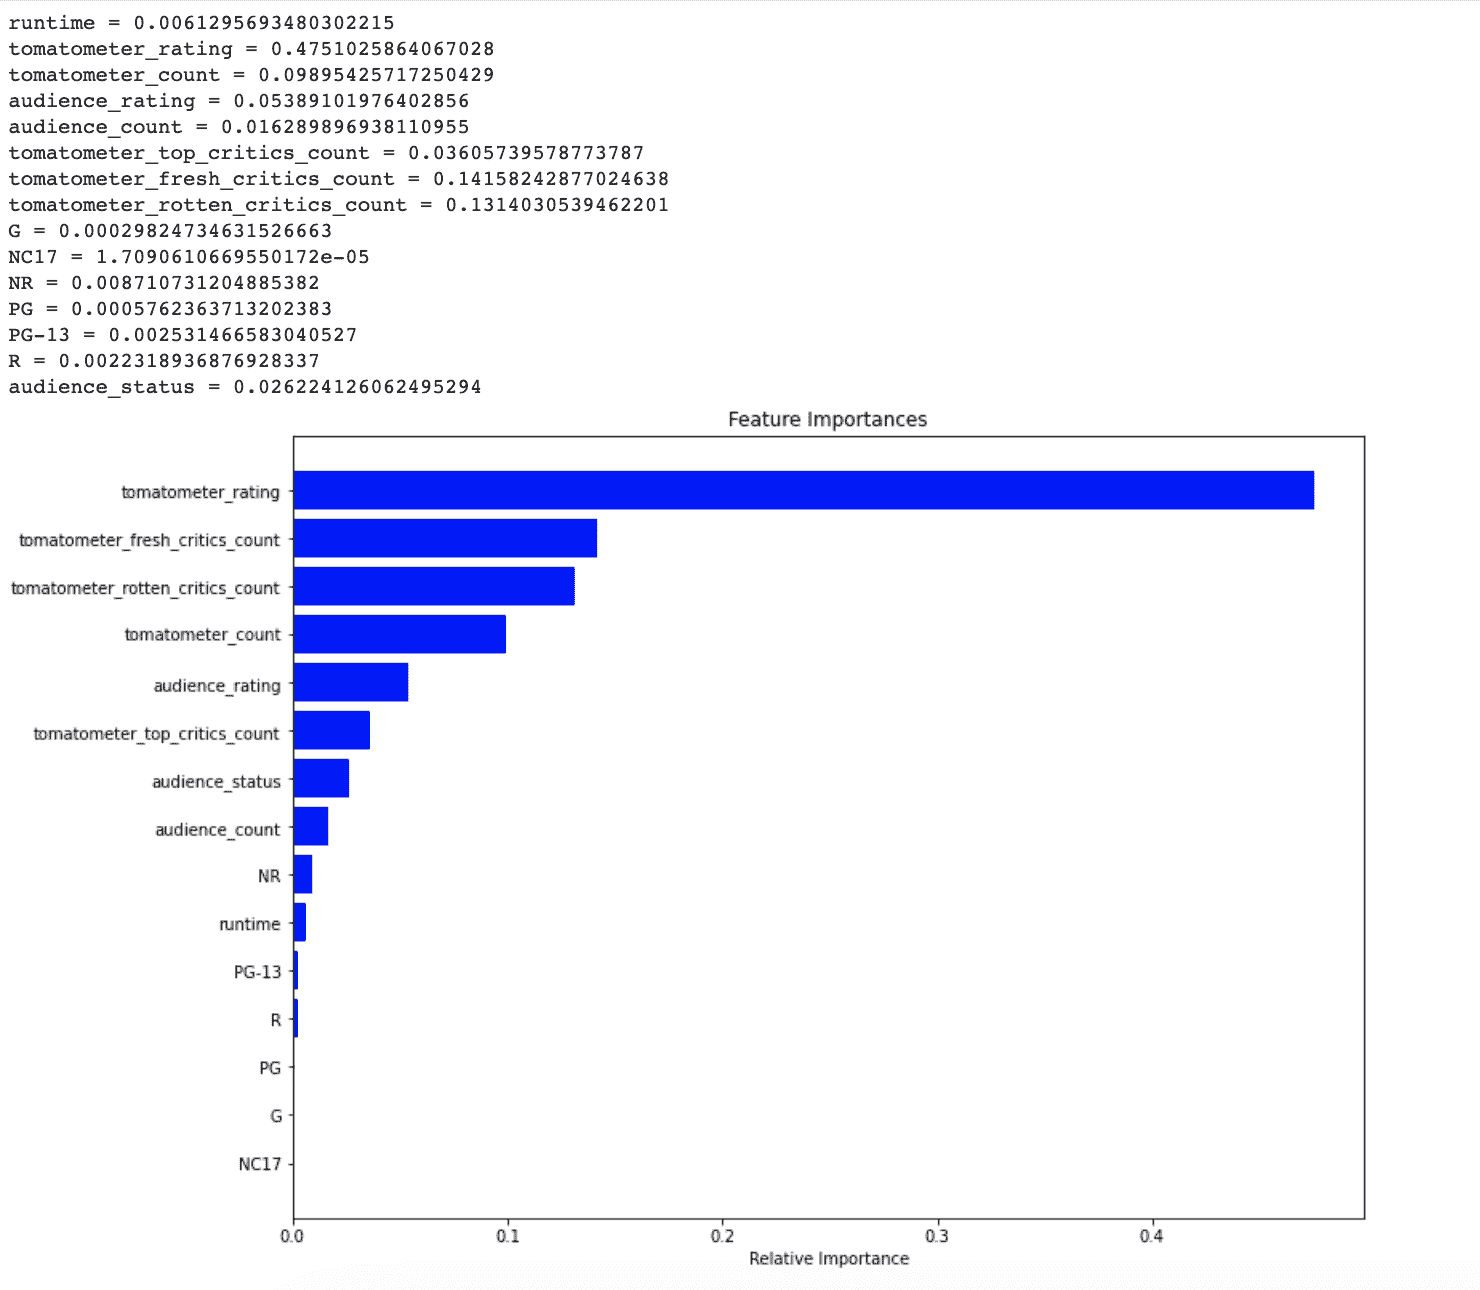 runtime = 0.0061295693480302215
tomatometer_rating = 0.4751025864067028
tomatometer_count = 0.09895425717250429
audience_rating = 0.05389101976402856
audience_count = 0.016289896938110955
tomatometer_top_critics_count = 0.03605739578773787
tomatometer_fresh_critics_count = 0.14158242877024638
tomatometer_rotten_critics_count = 0.1314030539462201
G = 0.00029824734631526663
NC17 = 1.7090610669550172e-05
NR = 0.008710731204885382
PG = 0.0005762363713202383
PG-13 = 0.002531466583040527
R = 0.0022318936876928337
audience_status = 0.026224126062495294
Feature Importances
tomatometer_rating
tomatometer_fresh_critics_count
tomatometer_rotten_critics_count
tomatometer_count
audience_rating
tomatometer_top_critics_count
audience_status
audience_count
NR
runtime
PG-13
R
PG
G
NC17
0.0 0.1 0.2 0.3 0.4
Relative Importance